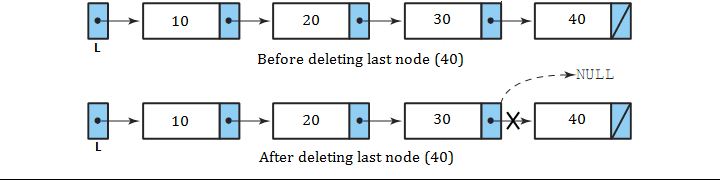 10 20 30 40
L
Before deleting last node (40)
NULL
10 20 30 40
L
After deleting last node (40)